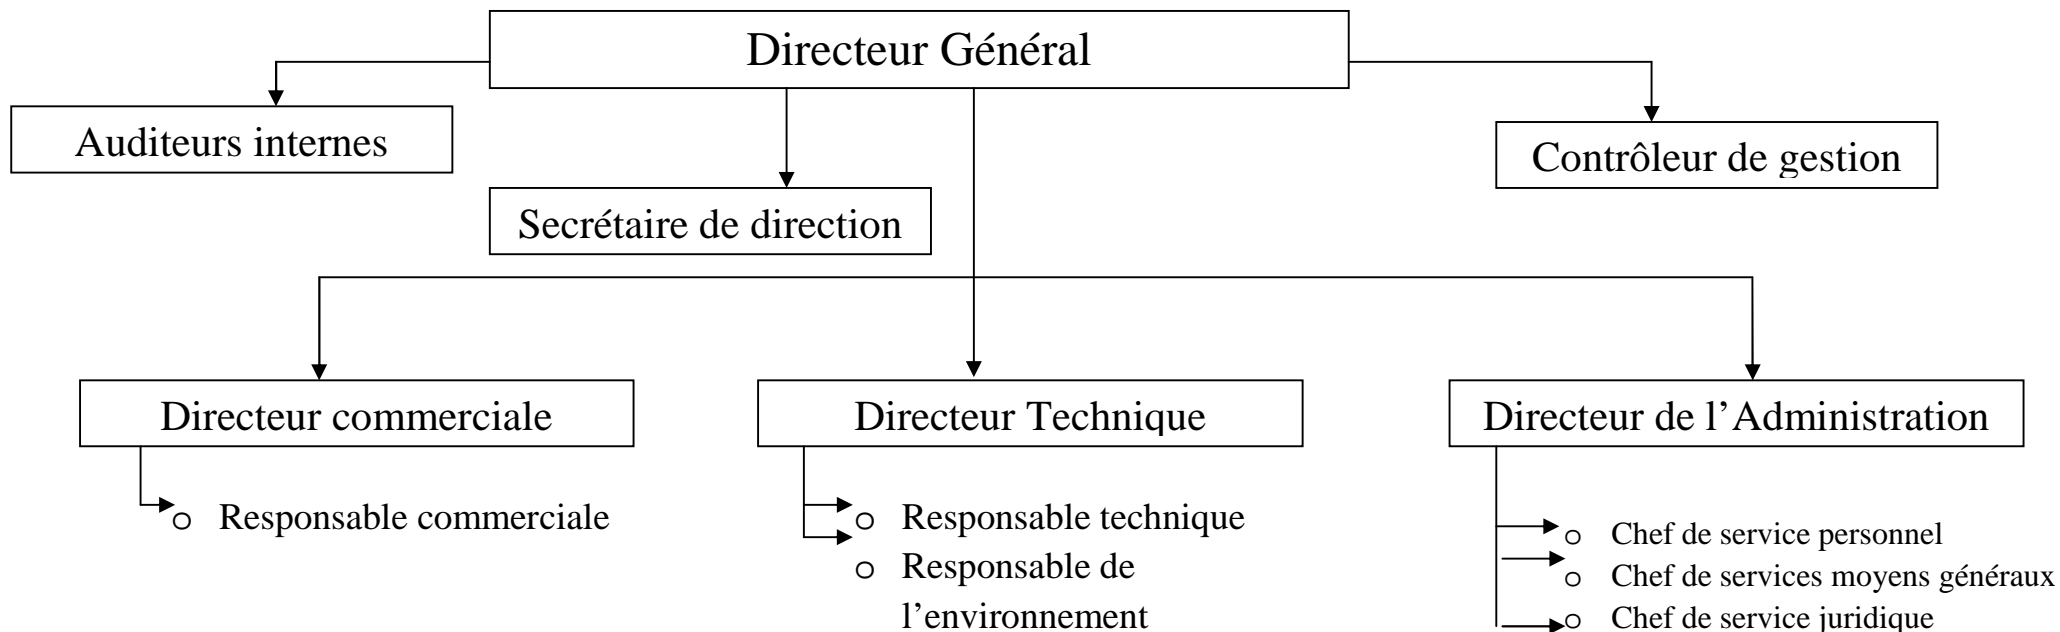 Directeur Général
Auditeurs internes
Contrôleur de gestion
Secrétaire de direction
Directeur commerciale
Directeur Technique
Directeur de l’Administration
o Responsable commerciale
o Responsable technique
o Responsable de
l’environnement
o Chef de service personnel
o Chef de services moyens généraux
o Chef de service juridique